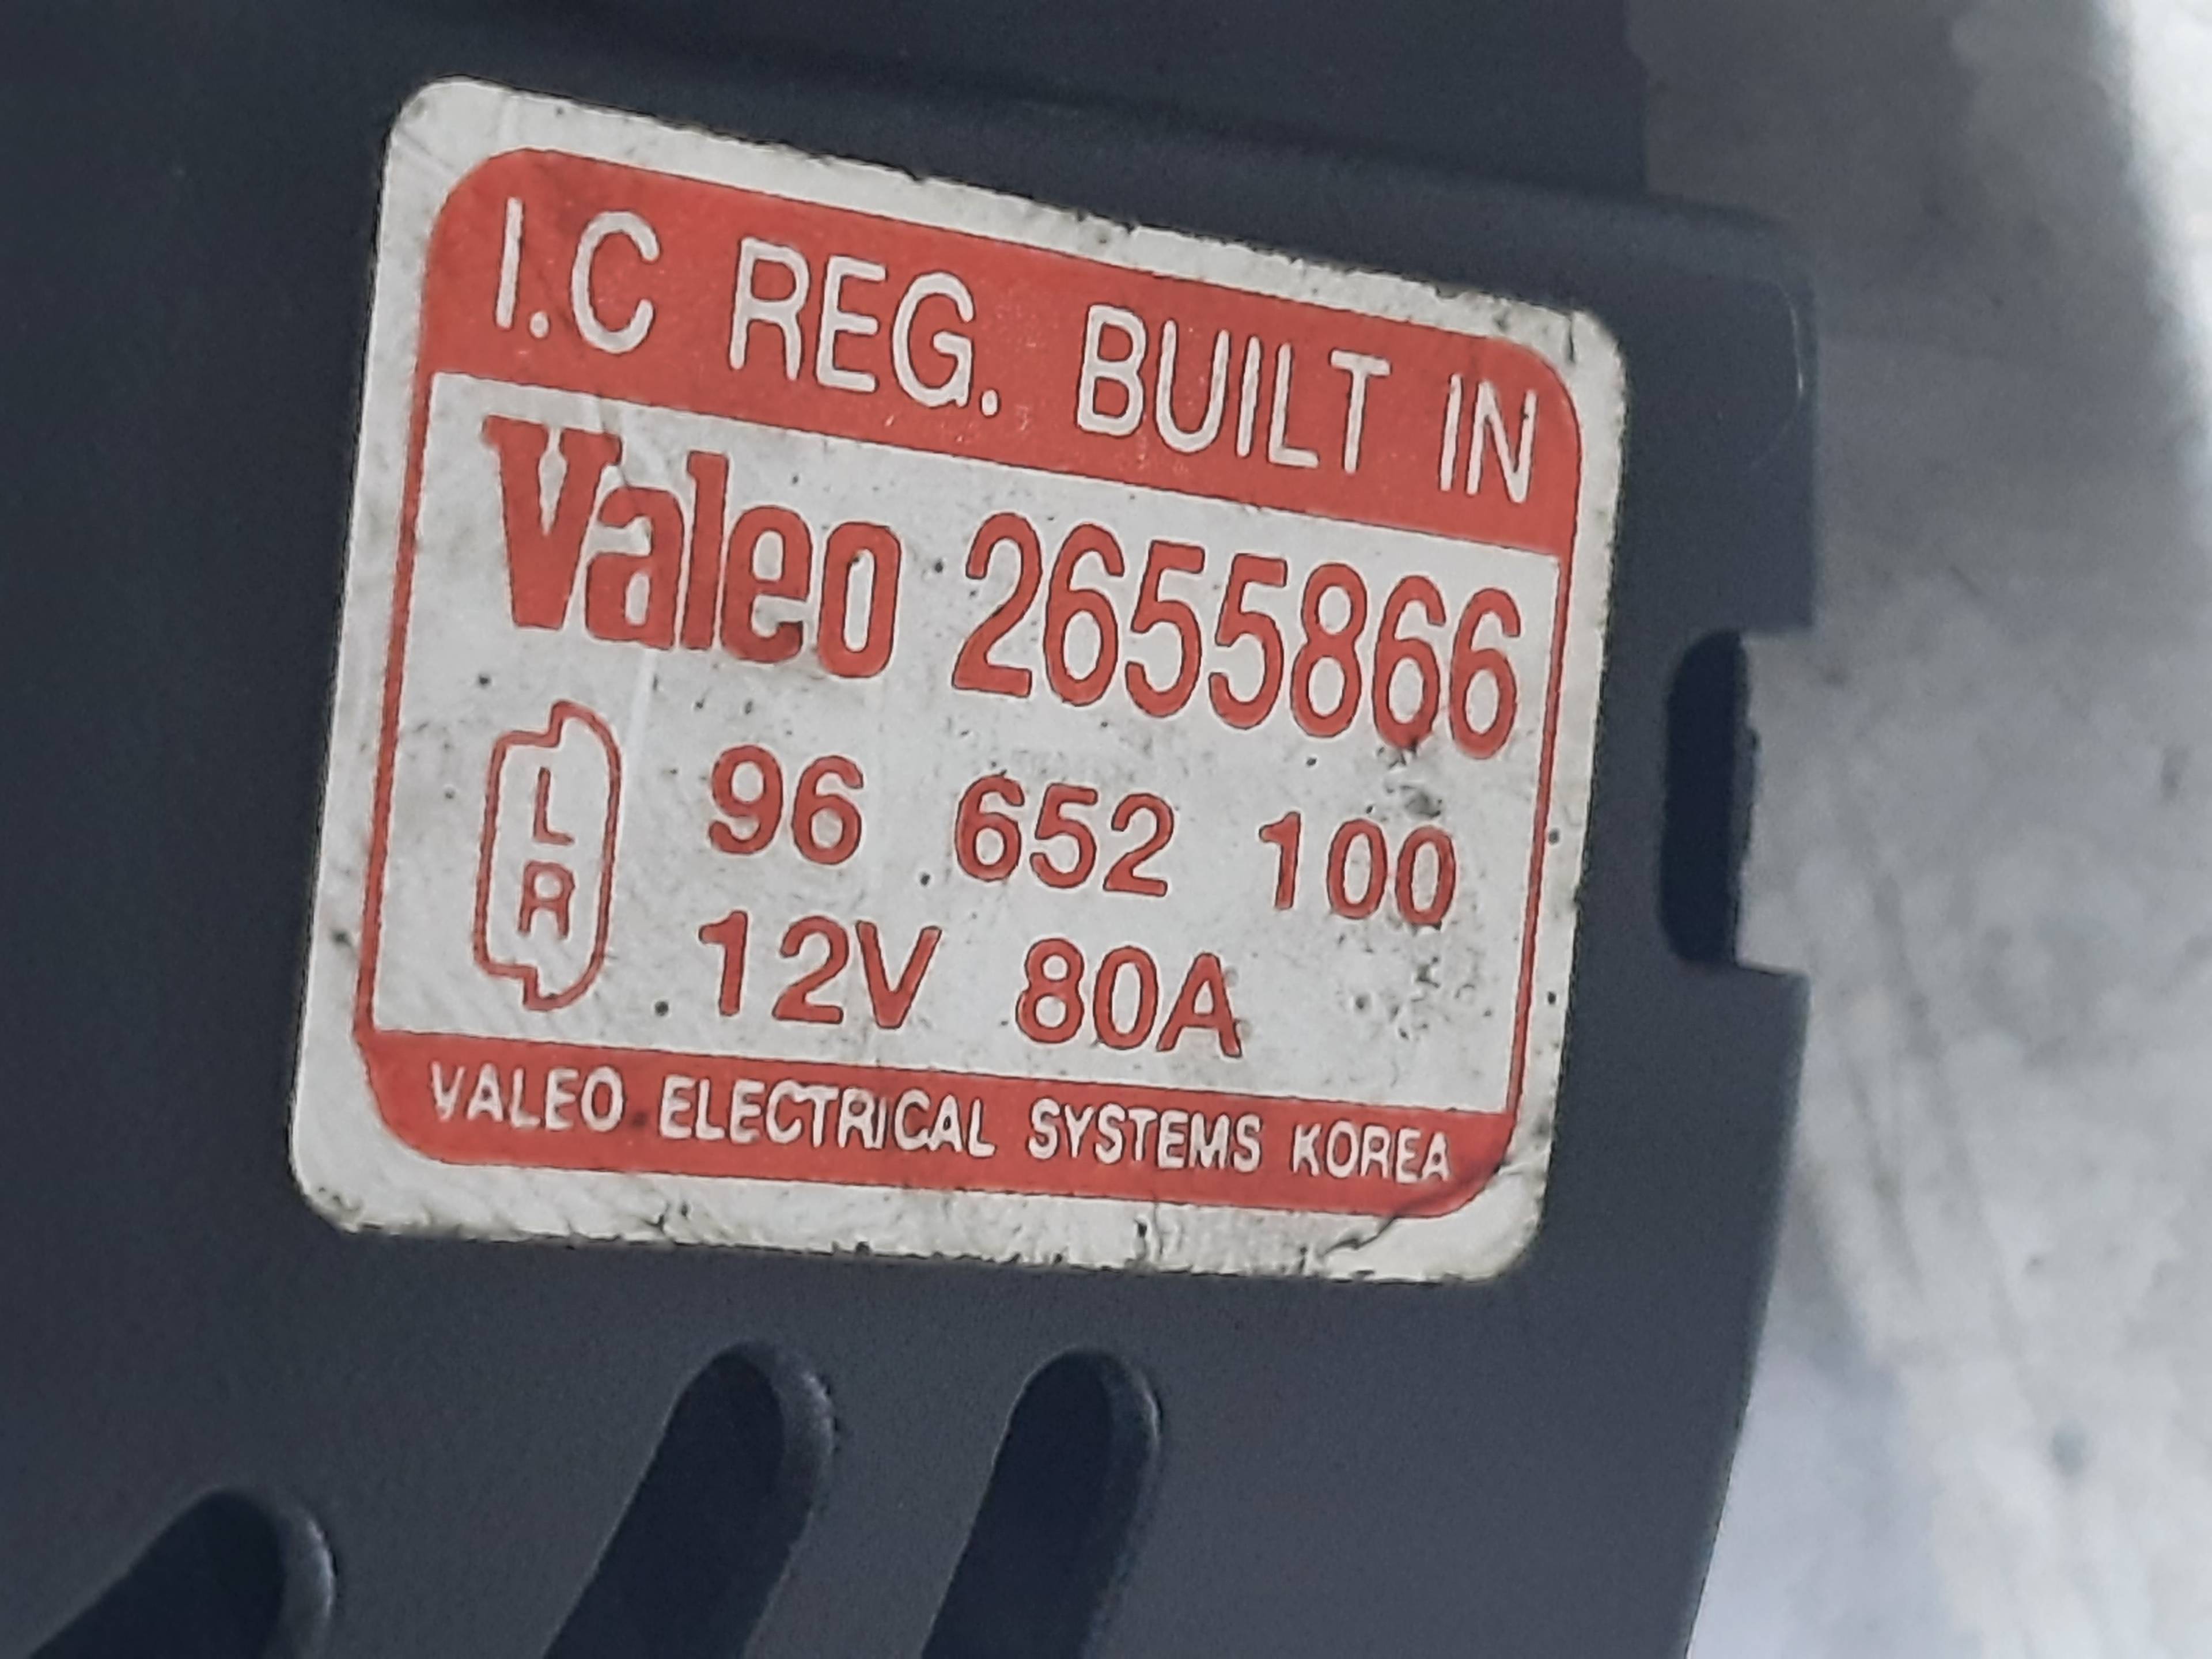 I.C REG. BUILT IN
Valeo 2655866
L
R
96 652 100
12V 80A
VALEO ELECTRICAL SYSTEMS KOREA